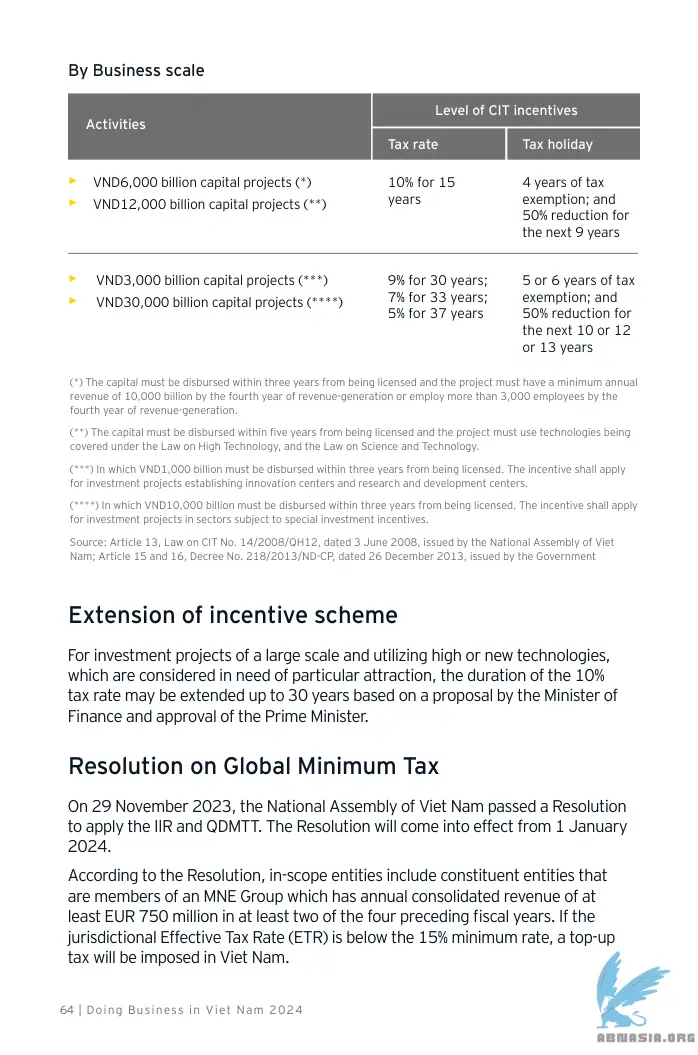 By Business scale
Activities
Level of CIT incentives
Tax rate
Tax holiday
► VND6,000 billion capital projects (*)
► VND12,000 billion capital projects (**)
10% for 15
years
4 years of tax
exemption; and
50% reduction for
the next 9 years
► VND3,000 billion capital projects (***)
► VND30,000 billion capital projects (****)
9% for 30 years;
7% for 33 years;
5% for 37 years
5 or 6 years of tax
exemption; and
50% reduction for
the next 10 or 12
or 13 years
(*) The capital must be disbursed within three years from being licensed and the project must have a minimum annual
revenue of 10,000 billion by the fourth year of revenue-generation or employ more than 3,000 employees by the
fourth year of revenue-generation.
(**) The capital must be disbursed within five years from being licensed and the project must use technologies being
covered under the Law on High Technology, and the Law on Science and Technology.
(***) In which VND1,000 billion must be disbursed within three years from being licensed. The incentive shall apply
for investment projects establishing innovation centers and research and development centers.
(****) In which VND10,000 billion must be disbursed within three years from being licensed. The incentive shall apply
for investment projects in sectors subject to special investment incentives.
Source: Article 13, Law on CIT No. 14/2008/QH12, dated 3 June 2008, issued by the National Assembly of Viet
Nam; Article 15 and 16, Decree No. 218/2013/ND-CP, dated 26 December 2013, issued by the Government
Extension of incentive scheme
For investment projects of a large scale and utilizing high or new technologies,
which are considered in need of particular attraction, the duration of the 10%
tax rate may be extended up to 30 years based on a proposal by the Minister of
Finance and approval of the Prime Minister.
Resolution on Global Minimum Tax
On 29 November 2023, the National Assembly of Viet Nam passed a Resolution
to apply the IIR and QDMTT. The Resolution will come into effect from 1 January
2024.
According to the Resolution, in-scope entities include constituent entities that
are members of an MNE Group which has annual consolidated revenue of at
least EUR 750 million in at least two of the four preceding fiscal years. If the
jurisdictional Effective Tax Rate (ETR) is below the 15% minimum rate, a top-up
tax will be imposed in Viet Nam.
64 | Doing Business in Viet Nam 2024
ABNASIA.ORG